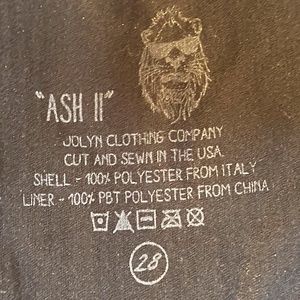 "ASH II"
JOLYN CLOTHING COMPANY
CUT AND SEWN IN THE USA
SHELL - 100% POLYESTER FROM ITALY
LINER - 100% PBT POLYESTER FROM CHINA
28